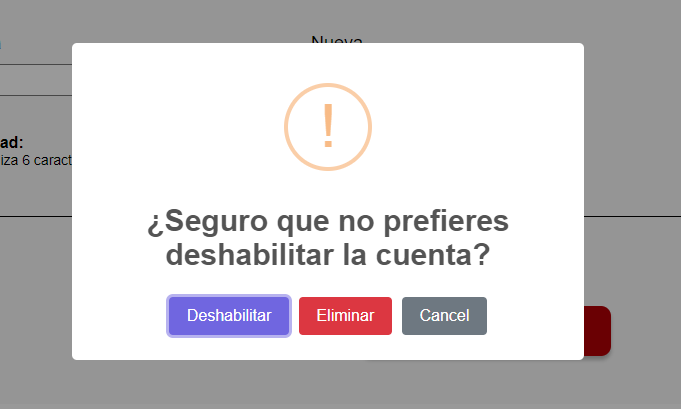 Nueva
ad:
iza 6 caract
!
¿Seguro que no prefieres
deshabilitar la cuenta?
Deshabilitar
Eliminar
Cancel